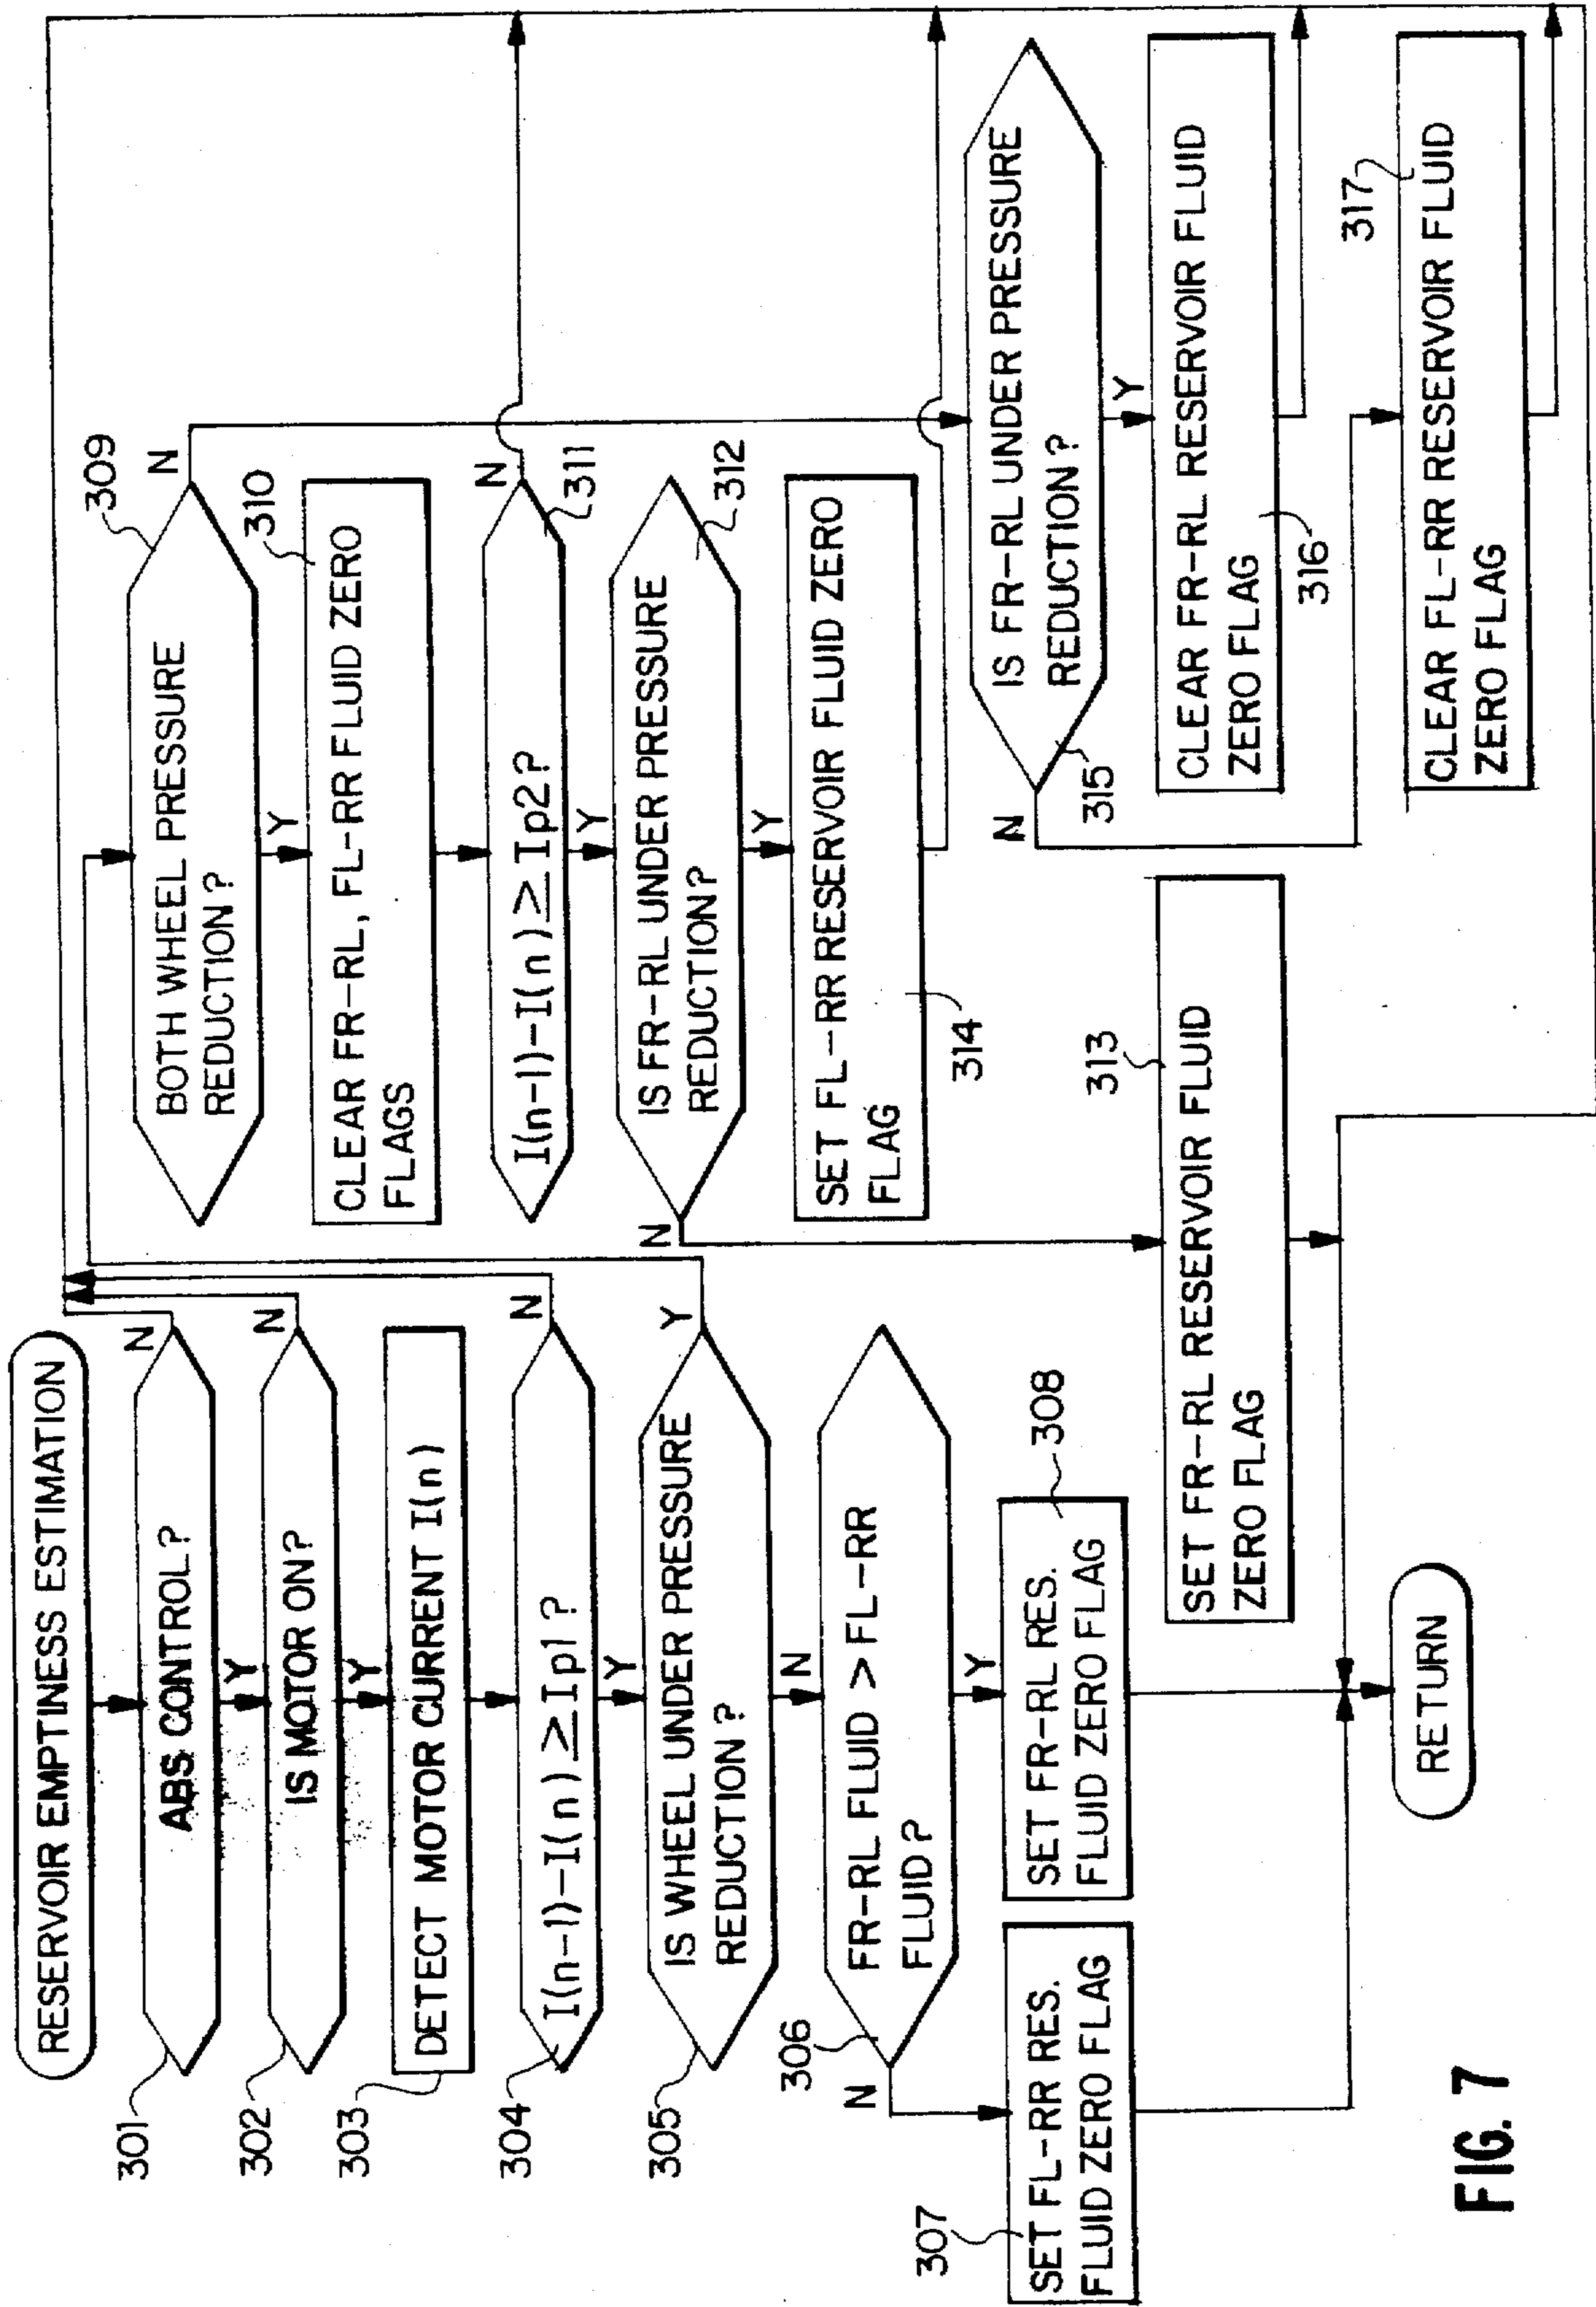 RESERVOIR EMPTINESS ESTIMATION
301
ABS CONTROL?
N
Y
302
IS MOTOR ON?
N
Y
303
DETECT MOTOR CURRENT I(n)
304
I(n-1)-I(n)≥Ip1?
N
Y
305
IS WHEEL UNDER PRESSURE
REDUCTION?
Y
N
306
FR-RL FLUID > FL-RR
FLUID?
N
Y
307
SET FL-RR RES.
FLUID ZERO FLAG
308
SET FR-RL RES.
FLUID ZERO FLAG
RETURN
309
BOTH WHEEL PRESSURE
REDUCTION?
N
Y
310
CLEAR FR-RL, FL-RR FLUID ZERO
FLAGS
311
I(n-1)-I(n)≥Ip2?
N
Y
312
IS FR-RL UNDER PRESSURE
REDUCTION?
N
Y
314
SET FL-RR RESERVOIR FLUID ZERO
FLAG
313
SET FR-RL RESERVOIR FLUID
ZERO FLAG
315
IS FR-RL UNDER PRESSURE
REDUCTION?
N
Y
316
CLEAR FR-RL RESERVOIR FLUID
ZERO FLAG
317
CLEAR FL-RR RESERVOIR FLUID
ZERO FLAG
FIG. 7